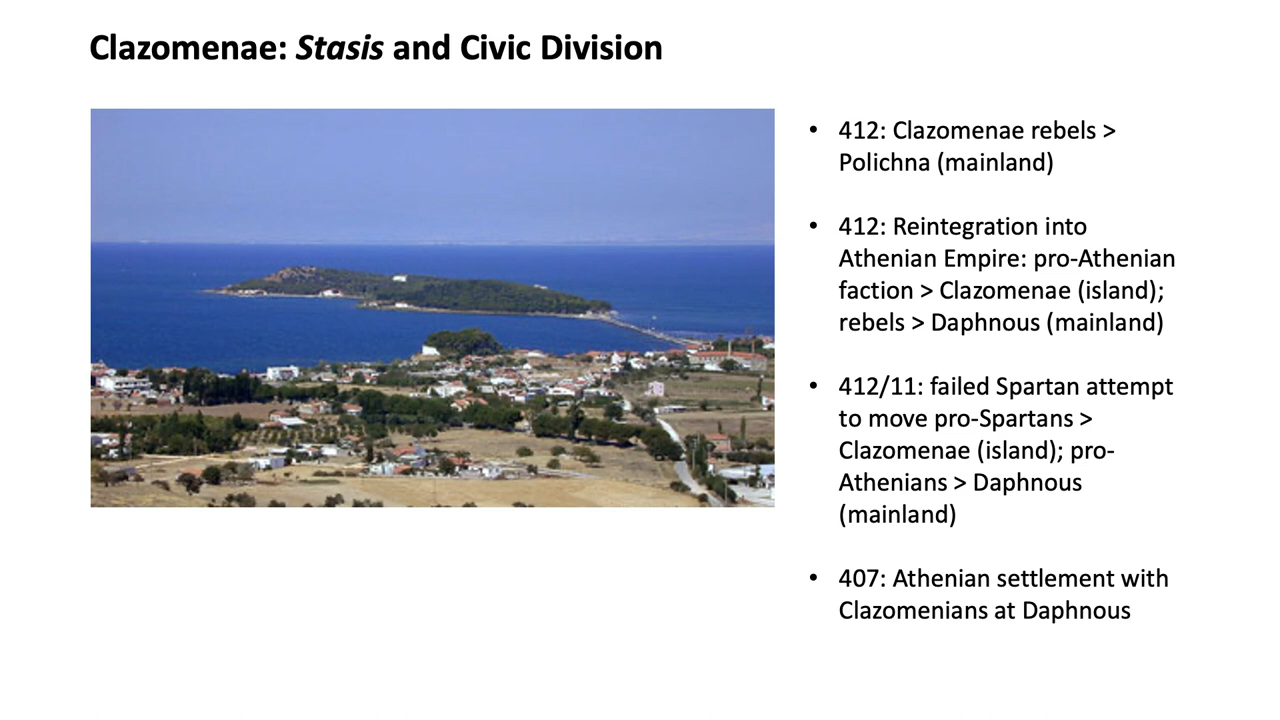 Clazomenae: Stasis and Civic Division
• 412: Clazomenae rebels >
Polichna (mainland)
• 412: Reintegration into
Athenian Empire: pro-Athenian
faction > Clazomenae (island);
rebels > Daphnous (mainland)
• 412/11: failed Spartan attempt
to move pro-Spartans >
Clazomenae (island); pro-
Athenians > Daphnous
(mainland)
• 407: Athenian settlement with
Clazomenians at Daphnous